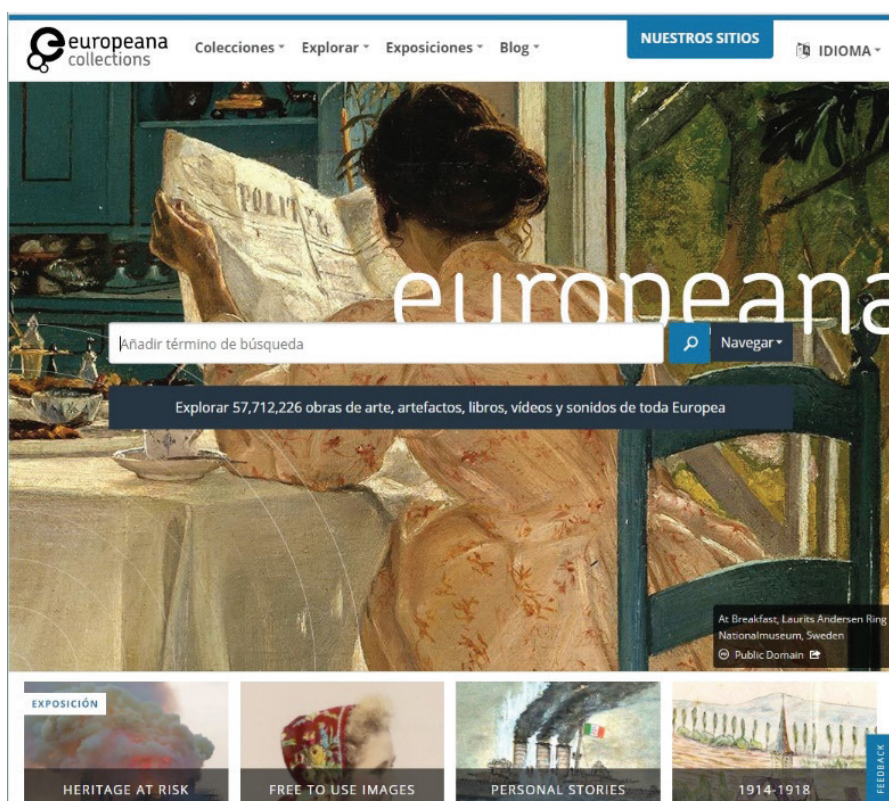 europeana
collections
Colecciones
Explorar
Exposiciones
Blog
NUESTROS SITIOS
IDIOMA
POLIT
europeana
Añadir término de búsqueda
Navegar
Explorar 57,712,226 obras de arte, artefactos, libros, vídeos y sonidos de toda Europea
At Breakfast, Laurits Andersen Ring
Nationalmuseum, Sweden
Public Domain
EXPOSICIÓN
HERITAGE AT RISK
FREE TO USE IMAGES
PERSONAL STORIES
1914-1918
FEEDBACK